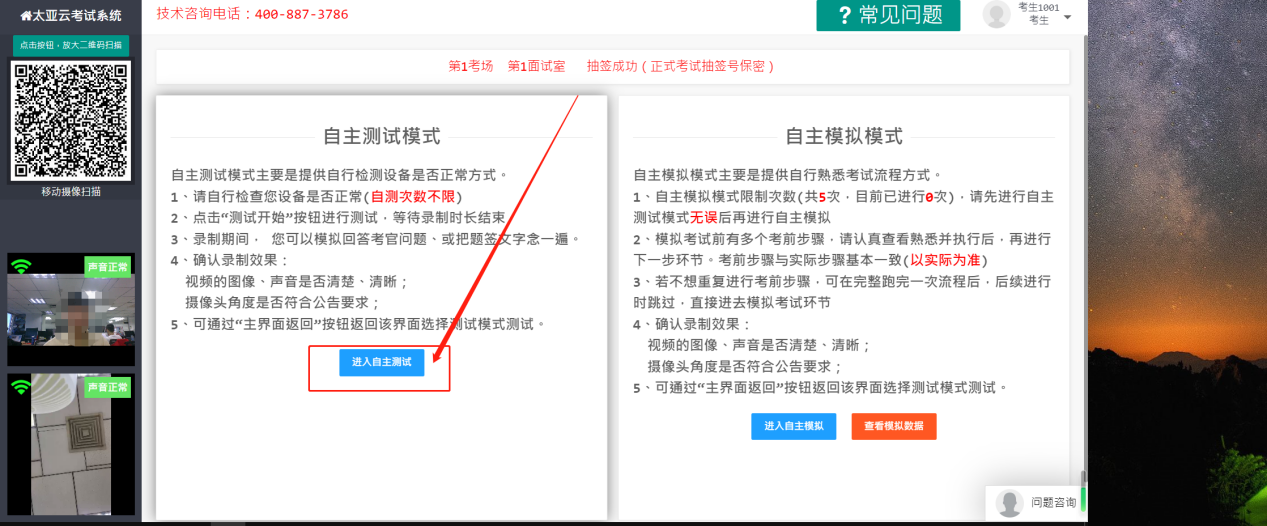 太亚云考试系统
点击按钮，放大二维码扫描
移动摄像扫描
声音正常
声音正常
技术咨询电话：400-887-3786
? 常见问题
考生1001
考生
第1考场 第1面试室 抽签成功（正式考试抽签号保密）
自主测试模式
自主测试模式主要是提供自行检测设备是否正常方式。
1、请自行检查您设备是否正常(自测次数不限)
2、点击“测试开始”按钮进行测试，等待录制时长结束
3、录制期间， 您可以模拟回答考官问题、或把题签文字念一遍。
4、确认录制效果：
视频的图像、声音是否清楚、清晰；
摄像头角度是否符合公告要求；
5、可通过“主界面返回”按钮返回该界面选择测试模式测试。
进入自主测试
自主模拟模式
自主模拟模式主要是提供自行熟悉考试流程方式。
1、自主模拟模式限制次数(共5次，目前已进行0次)，请先进行自主
测试模式无误后再进行自主模拟
2、模拟考试前有多个考前步骤，请认真查看熟悉并执行后，再进行
下一步环节。考前步骤与实际步骤基本一致(以实际为准)
3、若不想重复进行考前步骤，可在完整跑完一次流程后，后续进行
时跳过，直接进去模拟考试环节
4、确认录制效果：
视频的图像、声音是否清楚、清晰；
摄像头角度是否符合公告要求；
5、可通过“主界面返回”按钮返回该界面选择测试模式测试。
进入自主模拟
查看模拟数据
问题咨询